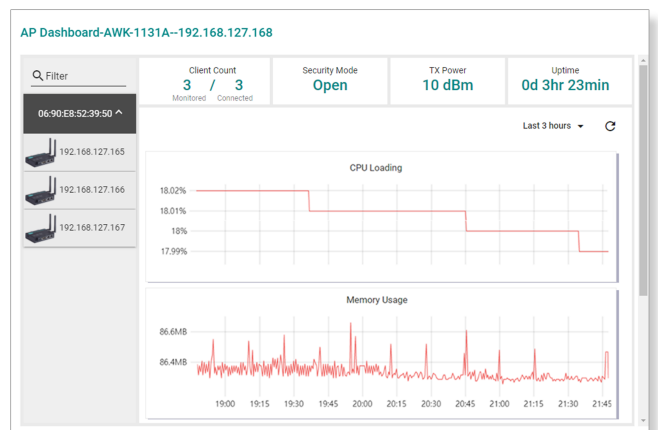 AP Dashboard-AWK-1131A--192.168.127.168
Filter
06:90:E8:52:39:50
192.168.127.165
192.168.127.166
192.168.127.167
Client Count
3 / 3
Monitored Connected
Security Mode
Open
TX Power
10 dBm
Uptime
0d 3hr 23min
Last 3 hours
CPU Loading
18.02%
18.01%
18%
17.99%
Memory Usage
86.6MB
86.4MB
19:00 19:15 19:30 19:45 20:00 20:15 20:30 20:45 21:00 21:15 21:30 21:45